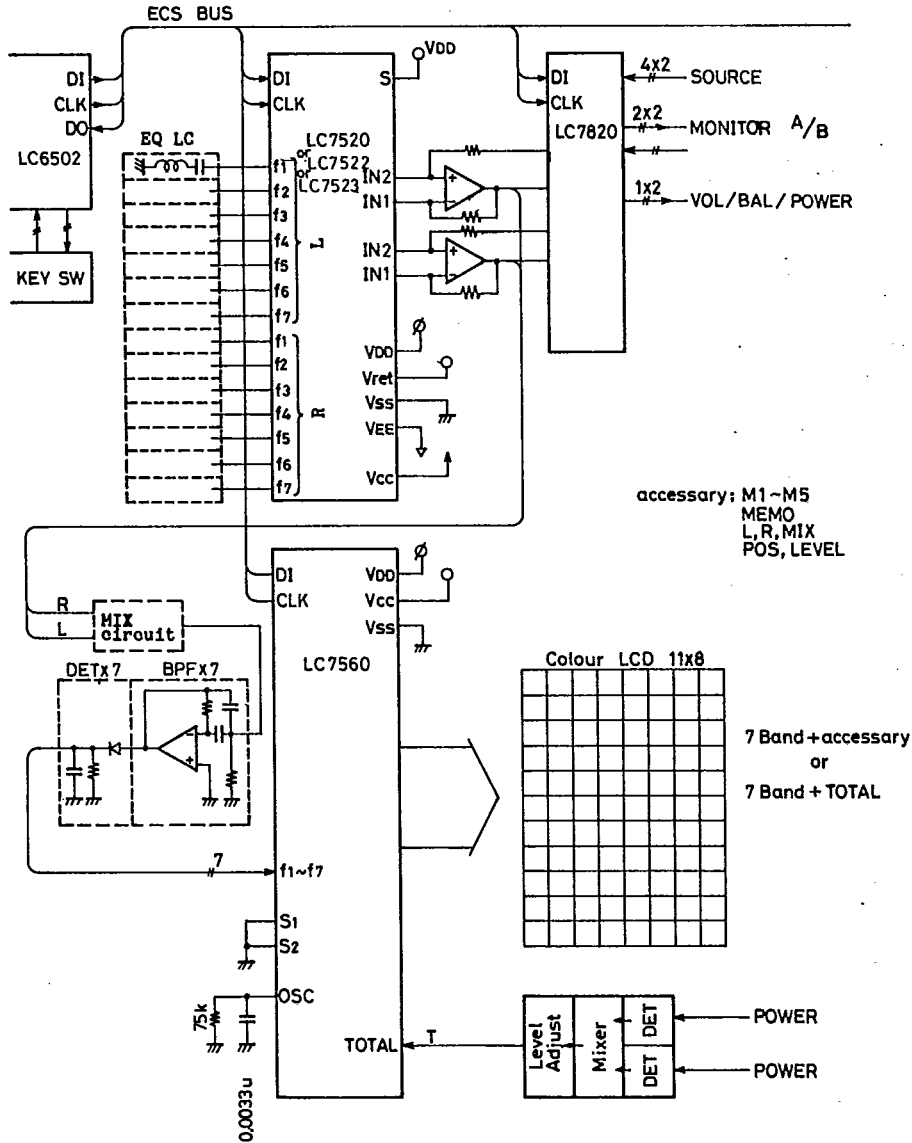 ECS BUS
DI
CLK
DO
LC6502
KEY SW
EQ LC
DI
CLK
S
VDD
LC7520
or
LC7522
or
LC7523
f1
f2
f3
f4
f5
f6
f7
L
f1
f2
f3
f4
f5
f6
f7
R
IN2
IN1
IN2
IN1
VDD
Vret
VSS
VEE
VCC
DI
CLK
LC7820
4x2
SOURCE
2x2
MONITOR A/B
1x2
VOL/BAL/POWER
accessary: M1~M5
MEMO
L,R,MIX
POS, LEVEL
DI
CLK
VDD
Vcc
VSS
LC7560
R
L
MIX
circuit
DETx7
BPFx7
7
f1~f7
S1
S2
OSC
75k
0.0033u
TOTAL
T
Colour LCD 11x8
7 Band+accessary
or
7 Band+TOTAL
Level
Adjust
Mixer
DET
DET
POWER
POWER